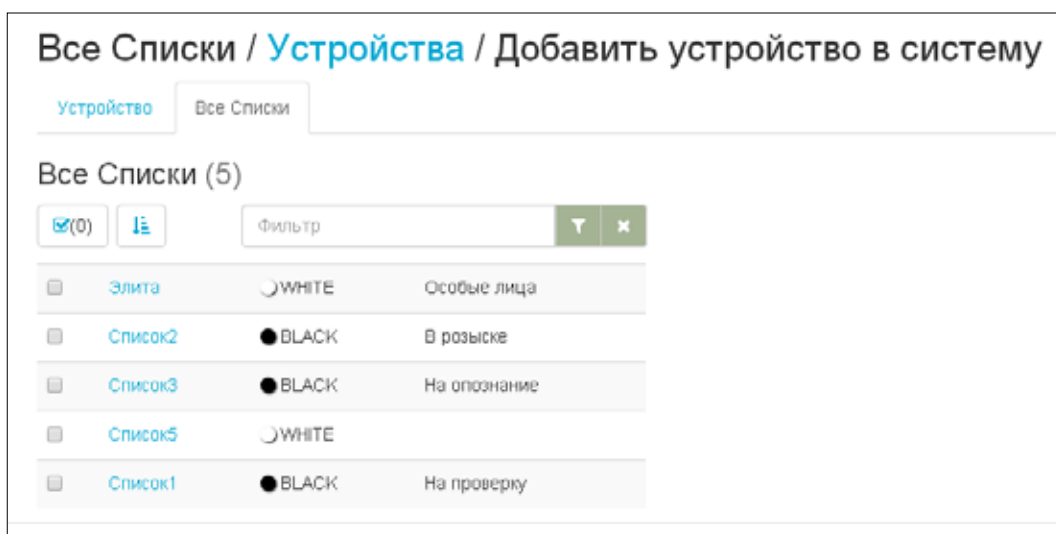 Все Списки / Устройства / Добавить устройство в систему
Устройство Все Списки
Все Списки (5)
(0) Фильтр
Элита WHITE Особые лица
Список2 BLACK В розыске
Список3 BLACK На опознание
Список5 WHITE
Список1 BLACK На проверку